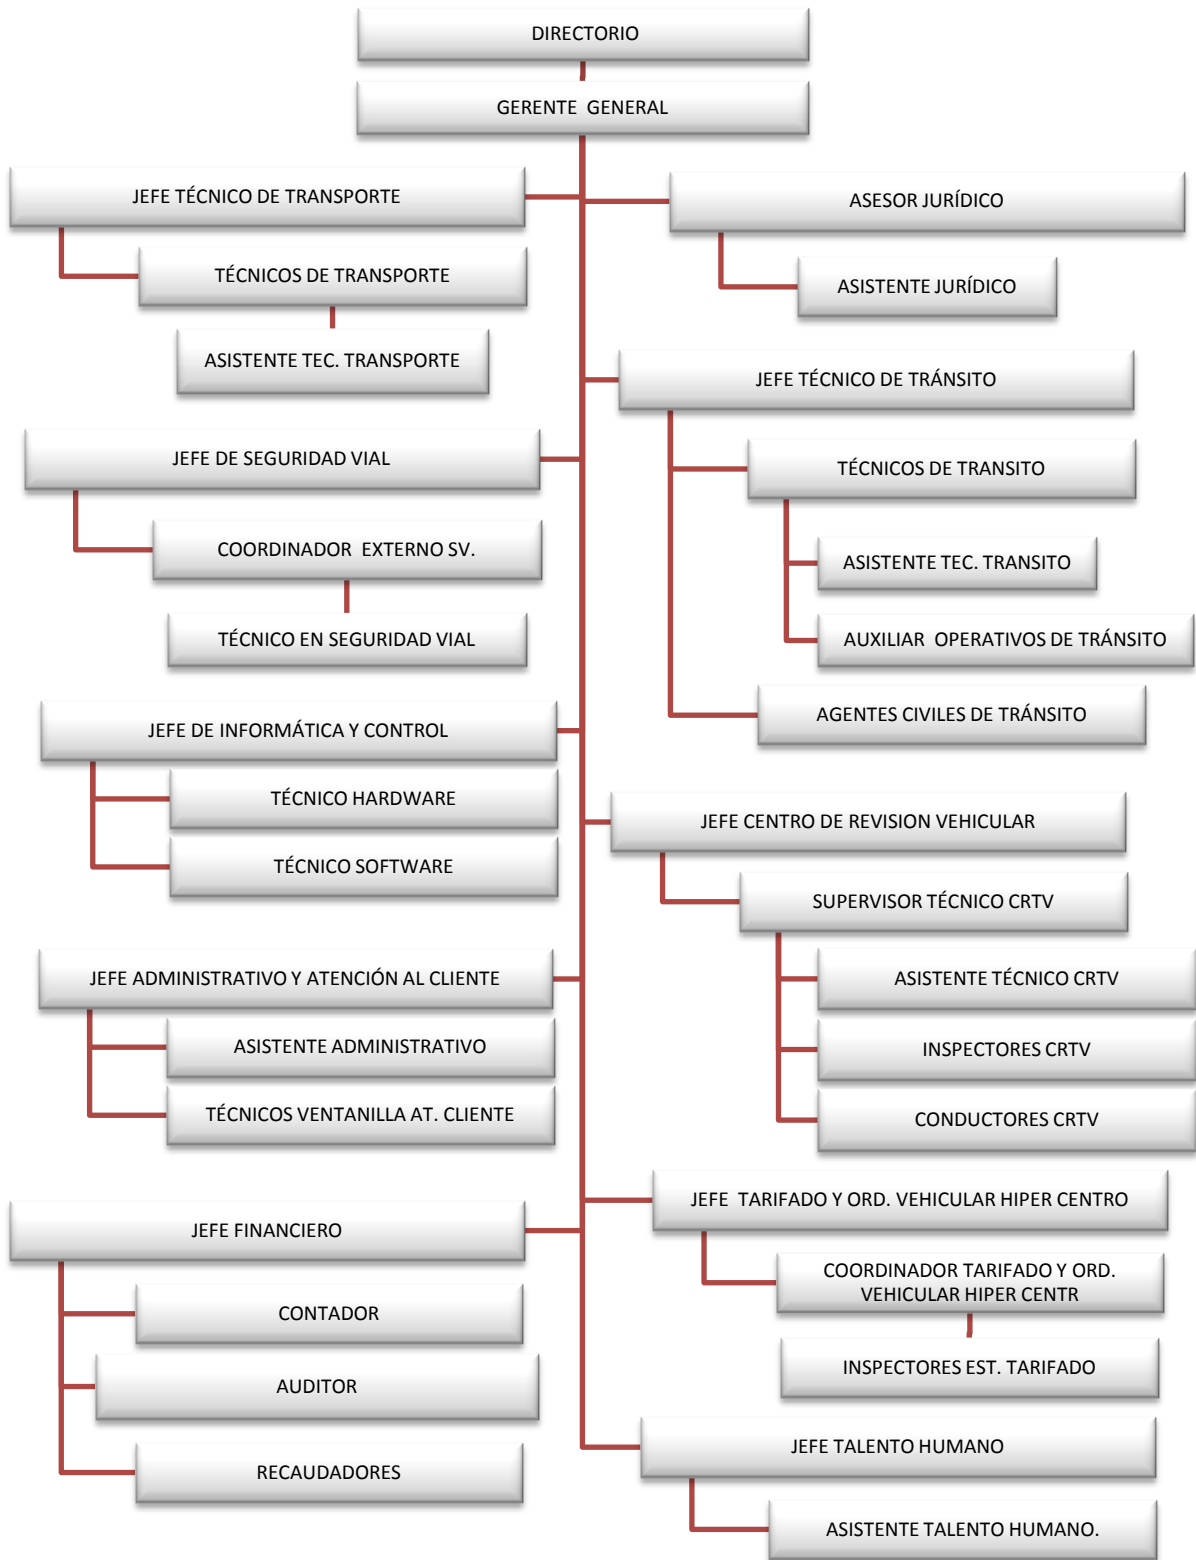 DIRECTORIO
GERENTE GENERAL
JEFE TÉCNICO DE TRANSPORTE
TÉCNICOS DE TRANSPORTE
ASISTENTE TEC. TRANSPORTE
JEFE DE SEGURIDAD VIAL
COORDINADOR EXTERNO SV.
TÉCNICO EN SEGURIDAD VIAL
JEFE DE INFORMÁTICA Y CONTROL
TÉCNICO HARDWARE
TÉCNICO SOFTWARE
JEFE ADMINISTRATIVO Y ATENCIÓN AL CLIENTE
ASISTENTE ADMINISTRATIVO
TÉCNICOS VENTANILLA AT. CLIENTE
JEFE FINANCIERO
CONTADOR
AUDITOR
RECAUDADORES
ASESOR JURÍDICO
ASISTENTE JURÍDICO
JEFE TÉCNICO DE TRÁNSITO
TÉCNICOS DE TRANSITO
ASISTENTE TEC. TRANSITO
AUXILIAR OPERATIVOS DE TRÁNSITO
AGENTES CIVILES DE TRÁNSITO
JEFE CENTRO DE REVISION VEHICULAR
SUPERVISOR TÉCNICO CRTV
ASISTENTE TÉCNICO CRTV
INSPECTORES CRTV
CONDUCTORES CRTV
JEFE TARIFADO Y ORD. VEHICULAR HIPER CENTRO
COORDINADOR TARIFADO Y ORD.
VEHICULAR HIPER CENTR
INSPECTORES EST. TARIFADO
JEFE TALENTO HUMANO
ASISTENTE TALENTO HUMANO.